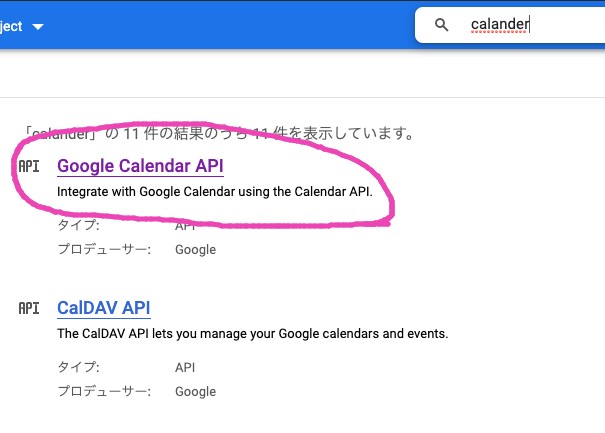 ject
calander
「calander」の 11 件の結果のうち 11 件を表示しています。
API Google Calendar API
Integrate with Google Calendar using the Calendar API.
タイプ: API
プロデューサー: Google
API CalDAV API
The CalDAV API lets you manage your Google calendars and events.
タイプ: API
プロデューサー: Google